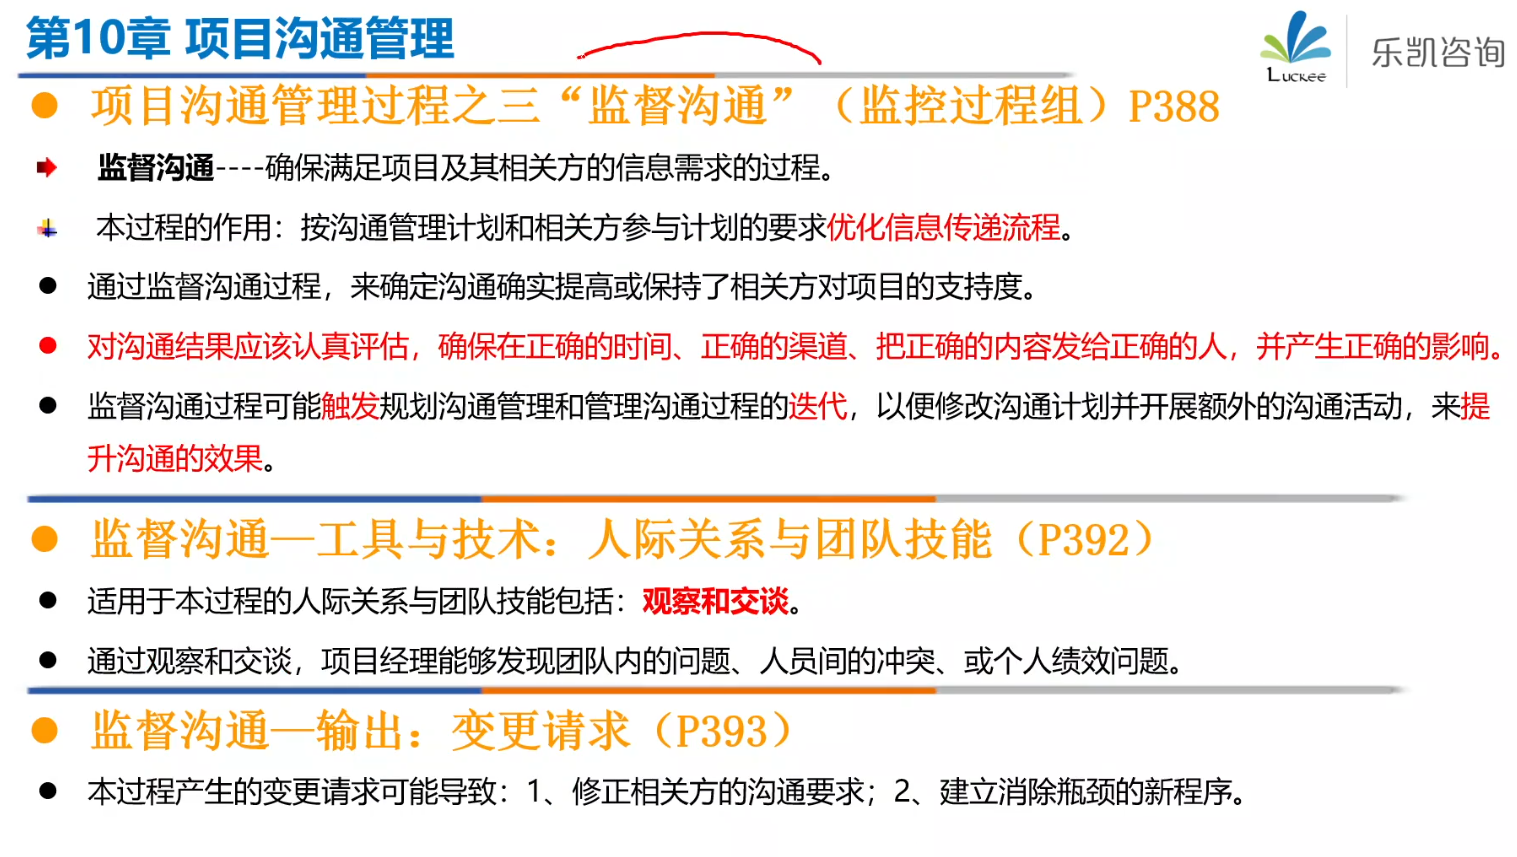 第10章 项目沟通管理
Luckee
乐凯咨询
项目沟通管理过程之三“监督沟通”（监控过程组）P388
监督沟通----确保满足项目及其相关方的信息需求的过程。
本过程的作用：按沟通管理计划和相关方参与计划的要求优化信息传递流程。
通过监督沟通过程，来确定沟通确实提高或保持了相关方对项目的支持度。
对沟通结果应该认真评估，确保在正确的时间、正确的渠道、把正确的内容发给正确的人，并产生正确的影响。
监督沟通过程可能触发规划沟通管理和管理沟通过程的迭代，以便修改沟通计划并开展额外的沟通活动，来提
升沟通的效果。
监督沟通—工具与技术：人际关系与团队技能（P392）
适用于本过程的人际关系与团队技能包括：观察和交谈。
通过观察和交谈，项目经理能够发现团队内的问题、人员间的冲突、或个人绩效问题。
监督沟通—输出：变更请求（P393）
本过程产生的变更请求可能导致：1、修正相关方的沟通要求；2、建立消除瓶颈的新程序。